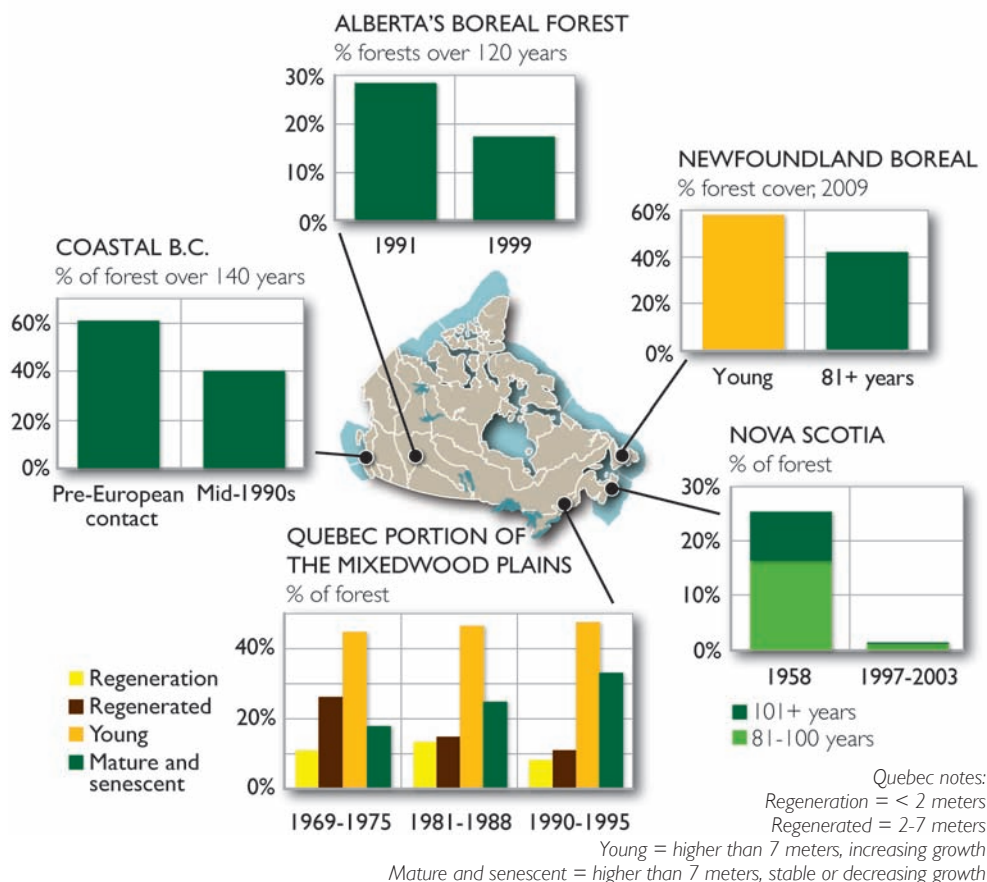 ALBERTA'S BOREAL FOREST
% forests over 120 years
30%
20%
10%
0%
1991 1999
NEWFOUNDLAND BOREAL
% forest cover, 2009
60%
40%
20%
0%
Young 81+ years
COASTAL B.C.
% of forest over 140 years
60%
40%
20%
0%
Pre-European contact
Mid-1990s
NOVA SCOTIA
% of forest
30%
20%
10%
0%
1958 1997-2003
101+ years
81-100 years
QUEBEC PORTION OF
THE MIXEDWOOD PLAINS
% of forest
40%
20%
0%
1969-1975 1981-1988 1990-1995
Regeneration
Regenerated
Young
Mature and
senescent
Quebec notes:
Regeneration = < 2 meters
Regenerated = 2-7 meters
Young = higher than 7 meters, increasing growth
Mature and senescent = higher than 7 meters, stable or decreasing growth